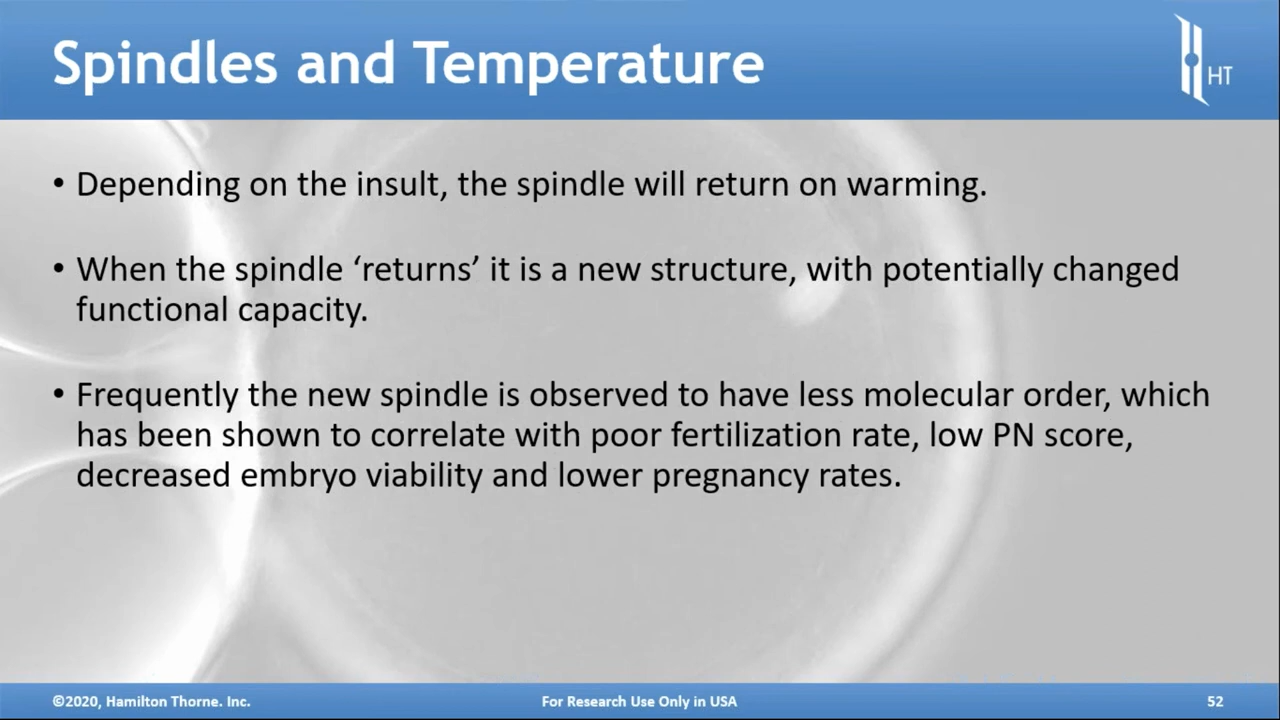 Spindles and Temperature
HT
• Depending on the insult, the spindle will return on warming.
• When the spindle ‘returns’ it is a new structure, with potentially changed
functional capacity.
• Frequently the new spindle is observed to have less molecular order, which
has been shown to correlate with poor fertilization rate, low PN score,
decreased embryo viability and lower pregnancy rates.
©2020, Hamilton Thorne. Inc.
For Research Use Only in USA
52